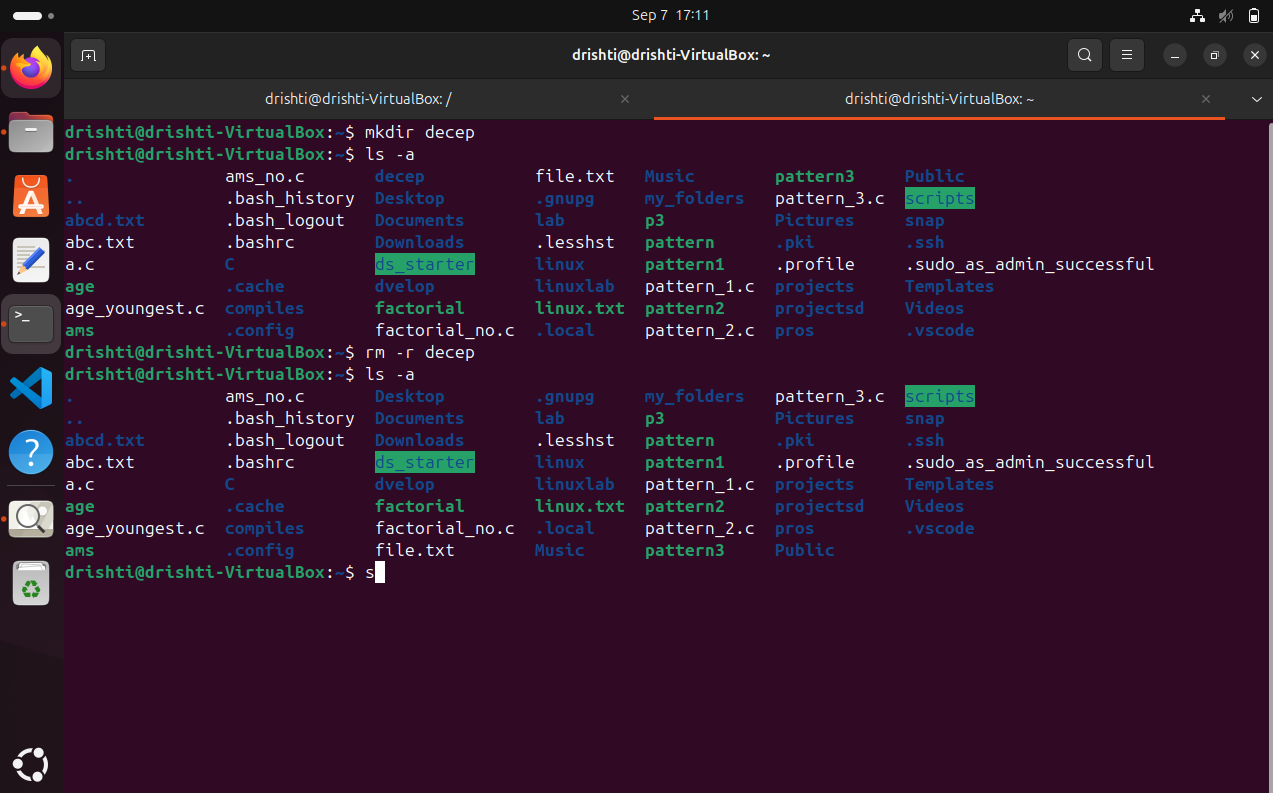 Sep 7 17:11
drishti@drishti-VirtualBox: ~
drishti@drishti-VirtualBox: /
drishti@drishti-VirtualBox: ~
drishti@drishti-VirtualBox:~$ mkdir decep
drishti@drishti-VirtualBox:~$ ls -a
. ams_no.c decep file.txt Music pattern3 Public
.. .bash_history Desktop .gnupg my_folders pattern_3.c scripts
abcd.txt .bash_logout Documents lab p3 Pictures snap
abc.txt .bashrc Downloads .lesshst pattern .pki .ssh
a.c C ds_starter linux pattern1 .profile .sudo_as_admin_successful
age .cache dvelop linuxlab pattern_1.c projects Templates
age_youngest.c compiles factorial linux.txt pattern2 projectsd Videos
ams .config factorial_no.c .local pattern_2.c pros .vscode
drishti@drishti-VirtualBox:~$ rm -r decep
drishti@drishti-VirtualBox:~$ ls -a
. ams_no.c Desktop .gnupg my_folders pattern_3.c scripts
.. .bash_history Documents lab p3 Pictures snap
abcd.txt .bash_logout Downloads .lesshst pattern .pki .ssh
abc.txt .bashrc ds_starter linux pattern1 .profile .sudo_as_admin_successful
a.c C dvelop linuxlab pattern_1.c projects Templates
age .cache factorial linux.txt pattern2 projectsd Videos
age_youngest.c compiles factorial_no.c .local pattern_2.c pros .vscode
ams .config file.txt Music pattern3 Public
drishti@drishti-VirtualBox:~$ s